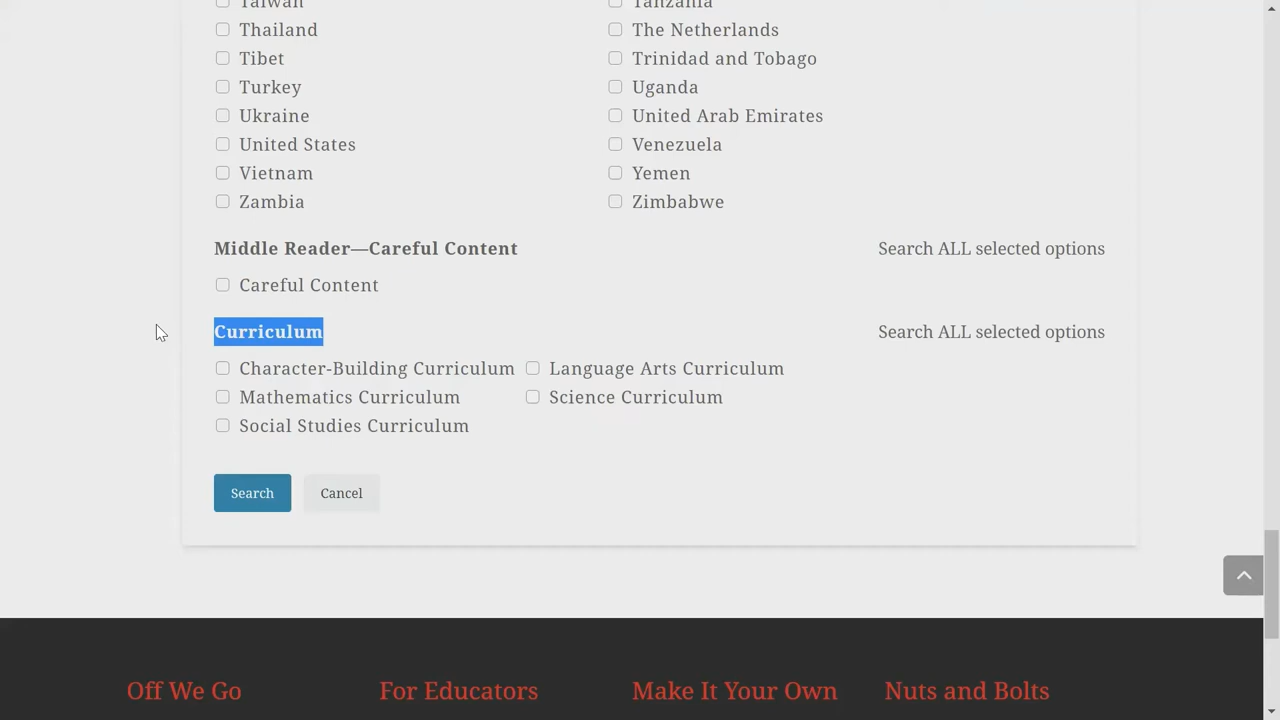 Taiwan Tanzania
Thailand The Netherlands
Tibet Trinidad and Tobago
Turkey Uganda
Ukraine United Arab Emirates
United States Venezuela
Vietnam Yemen
Zambia Zimbabwe
Middle Reader—Careful Content Search ALL selected options
Careful Content
Curriculum Search ALL selected options
Character-Building Curriculum Language Arts Curriculum
Mathematics Curriculum Science Curriculum
Social Studies Curriculum
Search Cancel
Off We Go For Educators Make It Your Own Nuts and Bolts